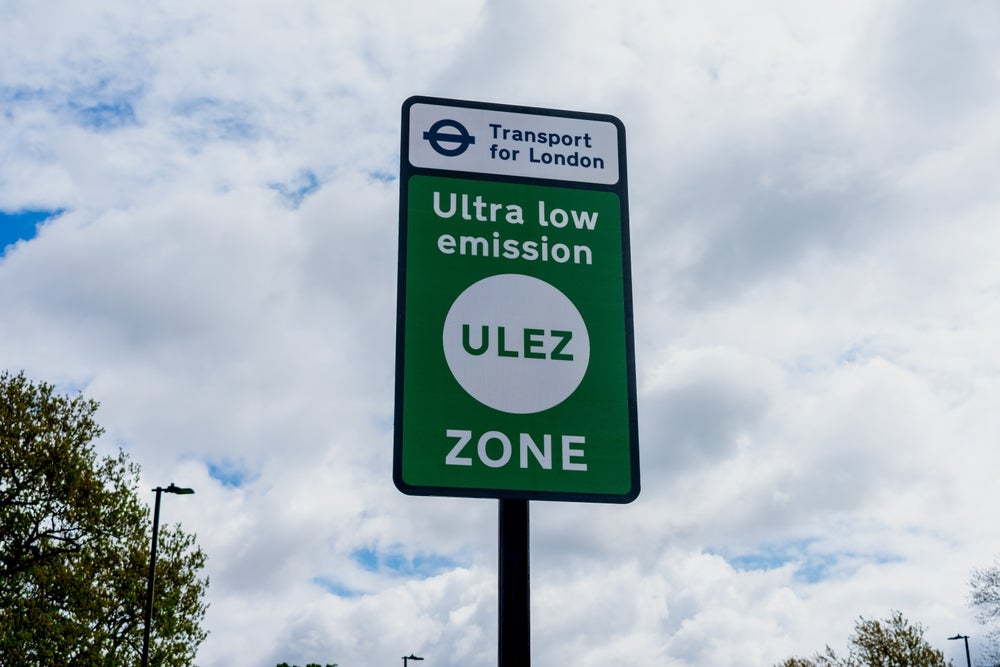 Transport
for London
Ultra low
emission
ULEZ
ZONE